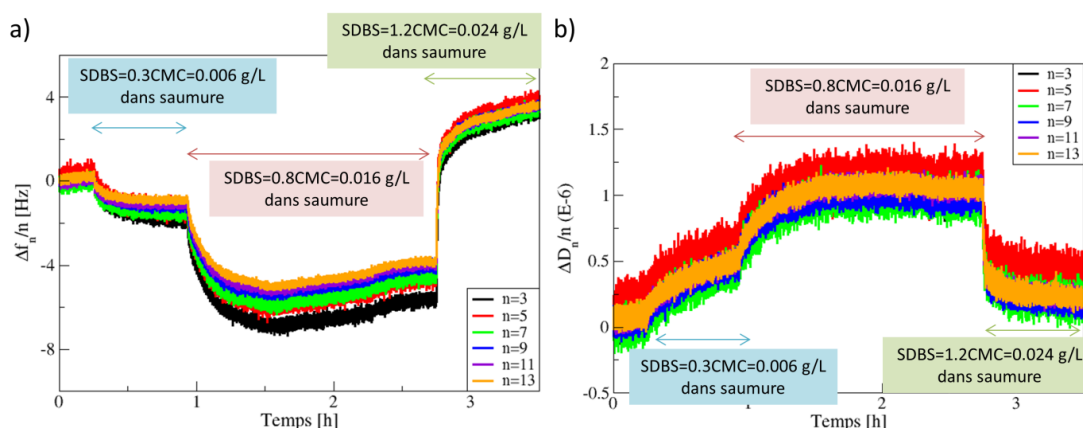 a)
SDBS=0.3CMC=0.006 g/L
dans saumure
SDBS=1.2CMC=0.024 g/L
dans saumure
SDBS=0.8CMC=0.016 g/L
dans saumure
Δfn/n [Hz]
4
0
-4
-8
n=3
n=5
n=7
n=9
n=11
n=13
0
1
2
3
Temps [h]
b)
SDBS=0.8CMC=0.016 g/L
dans saumure
n=3
n=5
n=7
n=9
n=11
n=13
ΔDn/n (E-6)
2
1.5
1
0.5
0
-0.5
SDBS=0.3CMC=0.006 g/L
dans saumure
SDBS=1.2CMC=0.024 g/L
dans saumure
0
1
2
3
Temps [h]